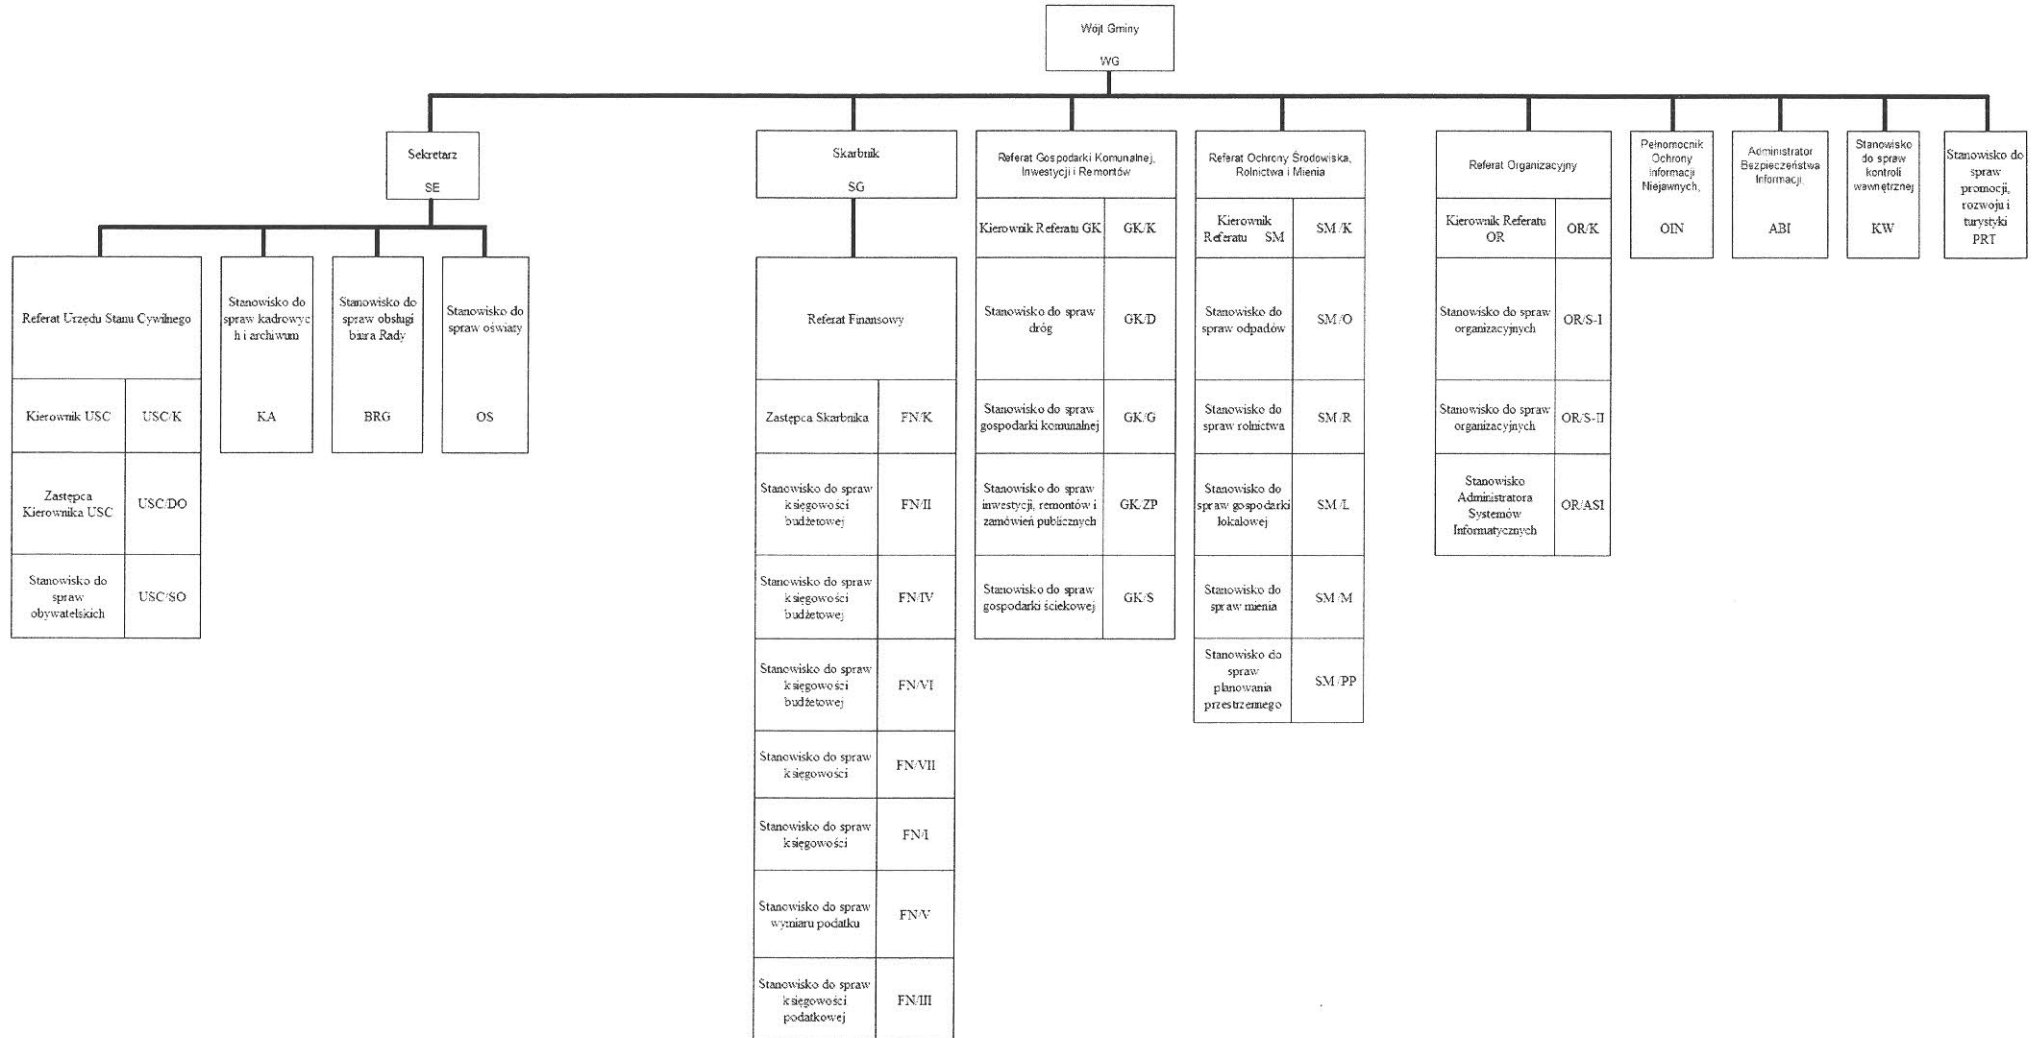 Wójt Gminy
WG
Sekretarz
SE
Skarbnik
SG
Referat Gospodarki Komunalnej,
Inwestycji i Remontów
Referat Ochrony Środowiska,
Rolnictwa i Mienia
Referat Organizacyjny
Pełnomocnik
Ochrony
Informacji
Niejawnych,
OIN
Administrator
Bezpieczeństwa
Informacji,
ABI
Stanowisko
do spraw
kontroli
wewnętrznej
KW
Stanowisko do
spraw
promocji,
rozwoju i
turystyki
PRT
Referat Urzędu Stanu Cywilnego
Kierownik USC
USC/K
Zastępca
Kierownika USC
USC/DO
Stanowisko do
spraw
obywatelskich
USC/SO
Stanowisko do
spraw kadrowyc
h i archiwum
KA
Stanowisko do
spraw obsługi
biura Rady
BRG
Stanowisko do
spraw oświaty
OS
Referat Finansowy
Zastępca Skarbnika
FN/K
Stanowisko do spraw
księgowości
budżetowej
FN/II
Stanowisko do spraw
księgowości
budżetowej
FN/IV
Stanowisko do spraw
księgowości
budżetowej
FN/VI
Stanowisko do spraw
księgowości
FN/VII
Stanowisko do spraw
księgowości
FN/I
Stanowisko do spraw
wymiaru podatku
FN/V
Stanowisko do spraw
księgowości
podatkowej
FN/III
Kierownik Referatu GK
GK/K
Stanowisko do spraw
dróg
GK/D
Stanowisko do spraw
gospodarki komunalnej
GK/G
Stanowisko do spraw
inwestycji, remontów i
zamówień publicznych
GK/ZP
Stanowisko do spraw
gospodarki ściekowej
GK/S
Kierownik
Referatu SM
SM/K
Stanowisko do
spraw odpadów
SM/O
Stanowisko do
spraw rolnictwa
SM/R
Stanowisko do
spraw gospodarki
lokalowej
SM/L
Stanowisko do
spraw mienia
SM/M
Stanowisko do
spraw
planowania
przestrzennego
SM/PP
Kierownik Referatu
OR
OR/K
Stanowisko do spraw
organizacyjnych
OR/S-I
Stanowisko do spraw
organizacyjnych
OR/S-II
Stanowisko
Administratora
Systemów
Informatycznych
OR/ASI